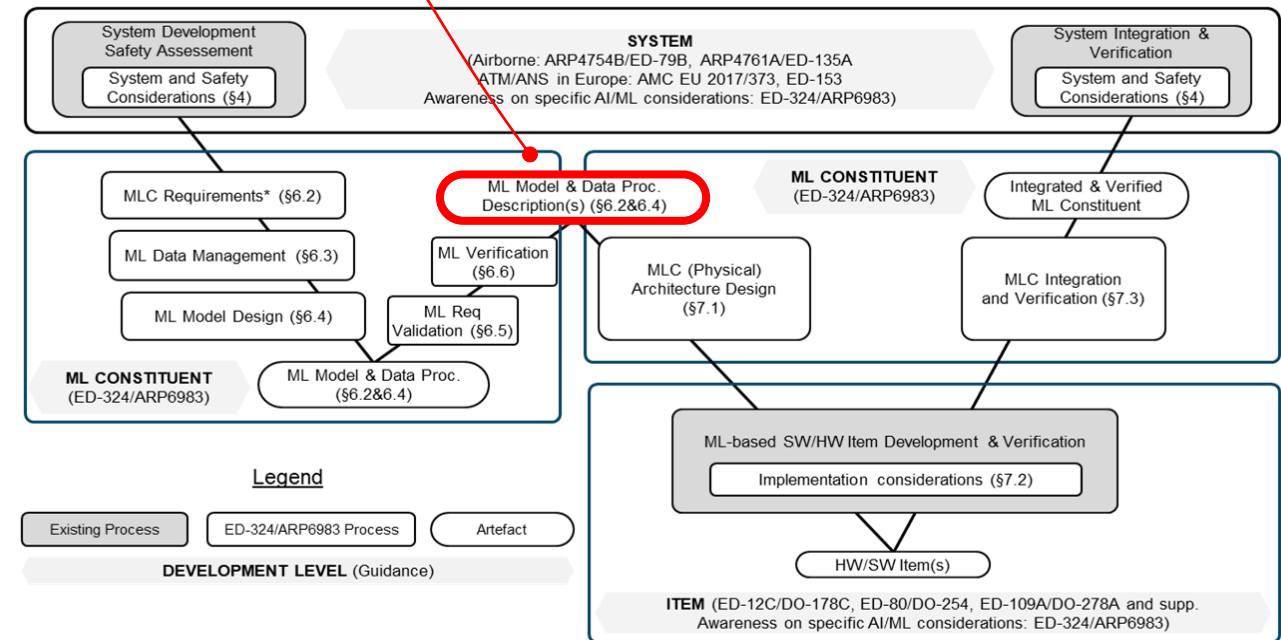 System Development
Safety Assessment
System and Safety
Considerations (§4)
SYSTEM
(Airborne: ARP4754B/ED-79B, ARP4761A/ED-135A
ATM/ANS in Europe: AMC EU 2017/373, ED-153
Awareness on specific AI/ML considerations: ED-324/ARP6983)
System Integration &
Verification
System and Safety
Considerations (§4)
MLC Requirements* (§6.2)
ML Data Management (§6.3)
ML Model Design (§6.4)
ML Model & Data Proc.
(§6.2&6.4)
ML Req
Validation (§6.5)
ML Verification
(§6.6)
ML Model & Data Proc.
Description(s) (§6.2&6.4)
ML CONSTITUENT
(ED-324/ARP6983)
ML CONSTITUENT
(ED-324/ARP6983)
Integrated & Verified
ML Constituent
MLC (Physical)
Architecture Design
(§7.1)
MLC Integration
and Verification (§7.3)
ML-based SW/HW Item Development & Verification
Implementation considerations (§7.2)
HW/SW Item(s)
ITEM (ED-12C/DO-178C, ED-80/DO-254, ED-109A/DO-278A and supp.
Awareness on specific AI/ML considerations: ED-324/ARP6983)
Legend
Existing Process
ED-324/ARP6983 Process
Artefact
DEVELOPMENT LEVEL (Guidance)